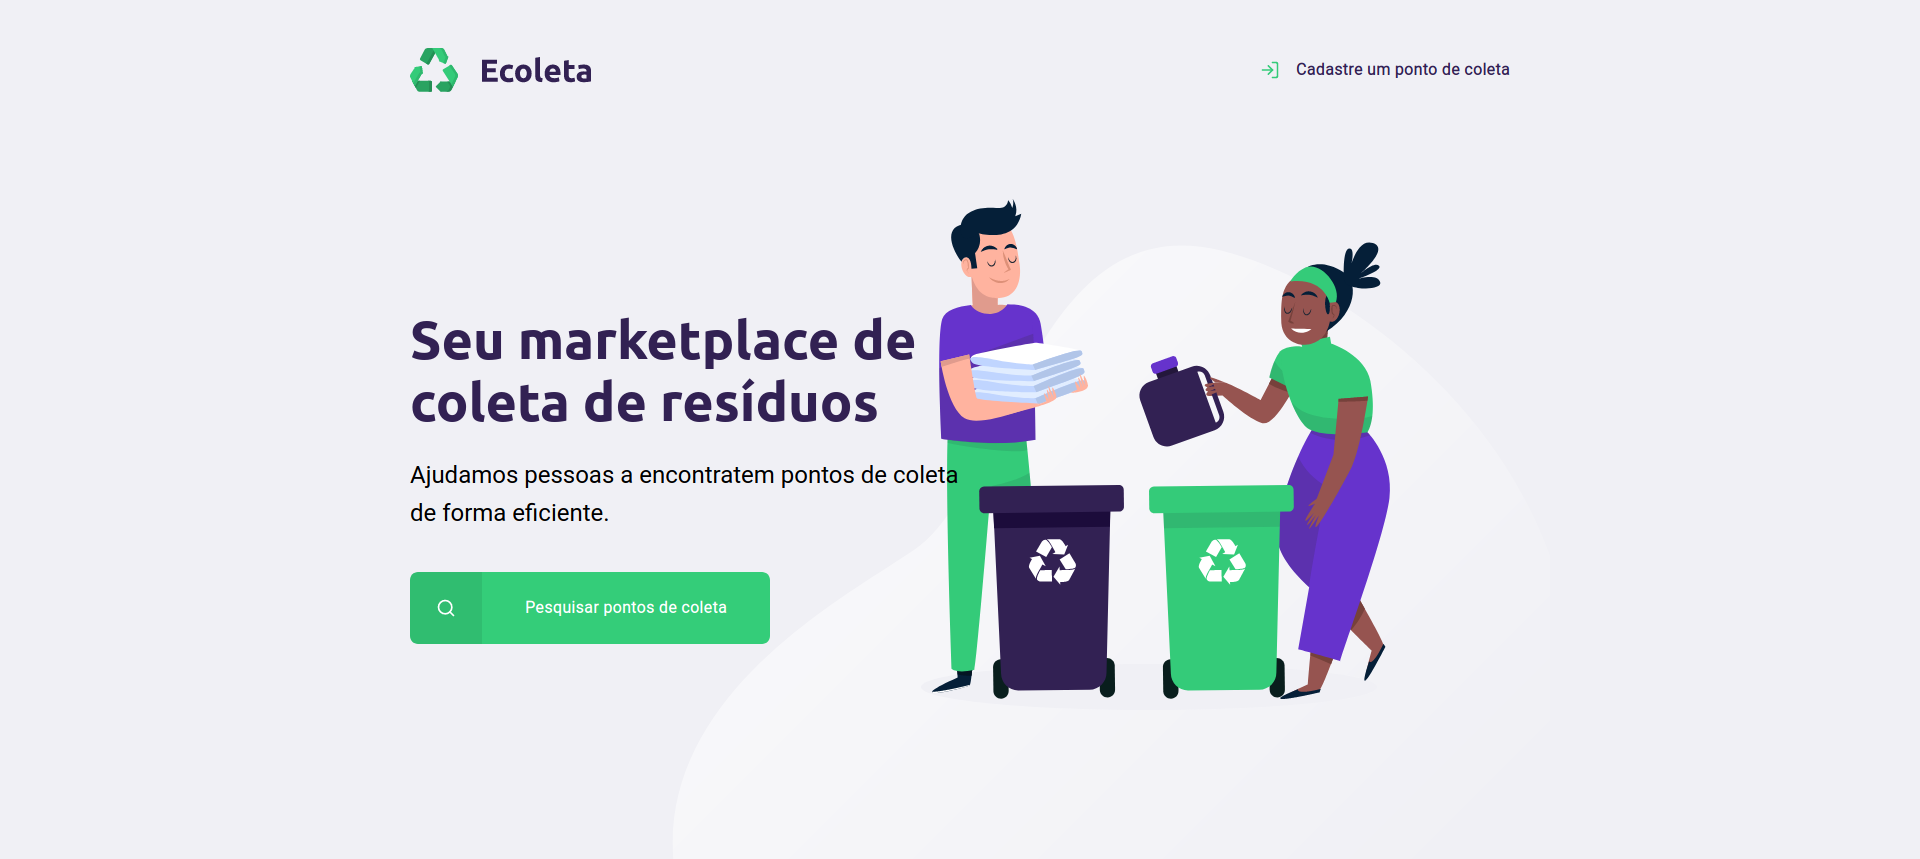 Ecoleta
Cadastre um ponto de coleta
Seu marketplace de
coleta de resíduos
Ajudamos pessoas a encontratem pontos de coleta
de forma eficiente.
Pesquisar pontos de coleta